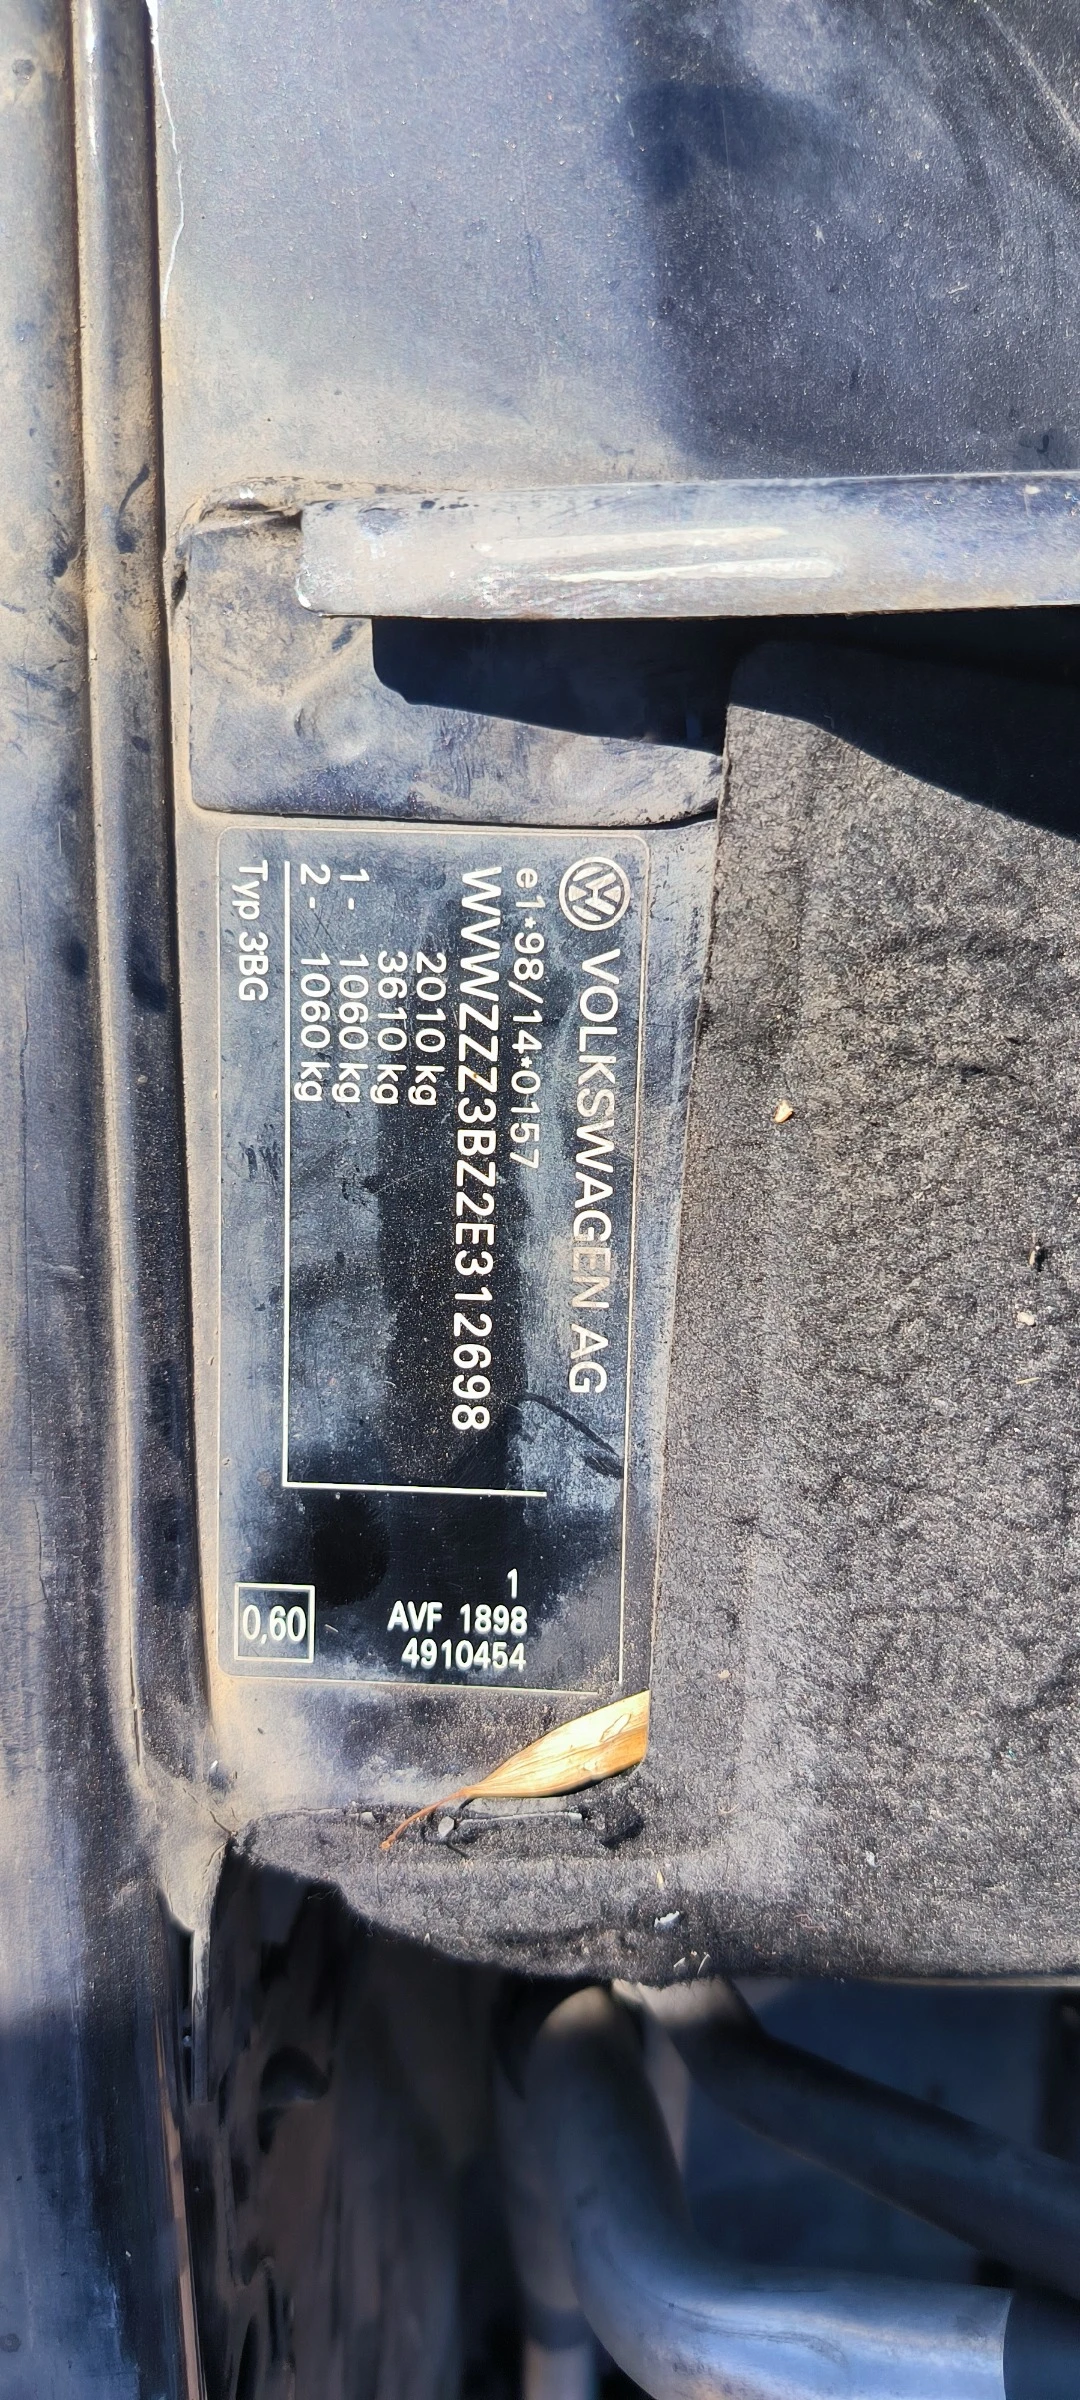 VOLKSWAGEN AG
e1*98/14*0157
WVWZZZ3BZ2E312698
2010 kg
3610 kg
1- 1060 kg
2- 1060 kg
Typ 3BG
1
AVF 1898
4910454
0,60